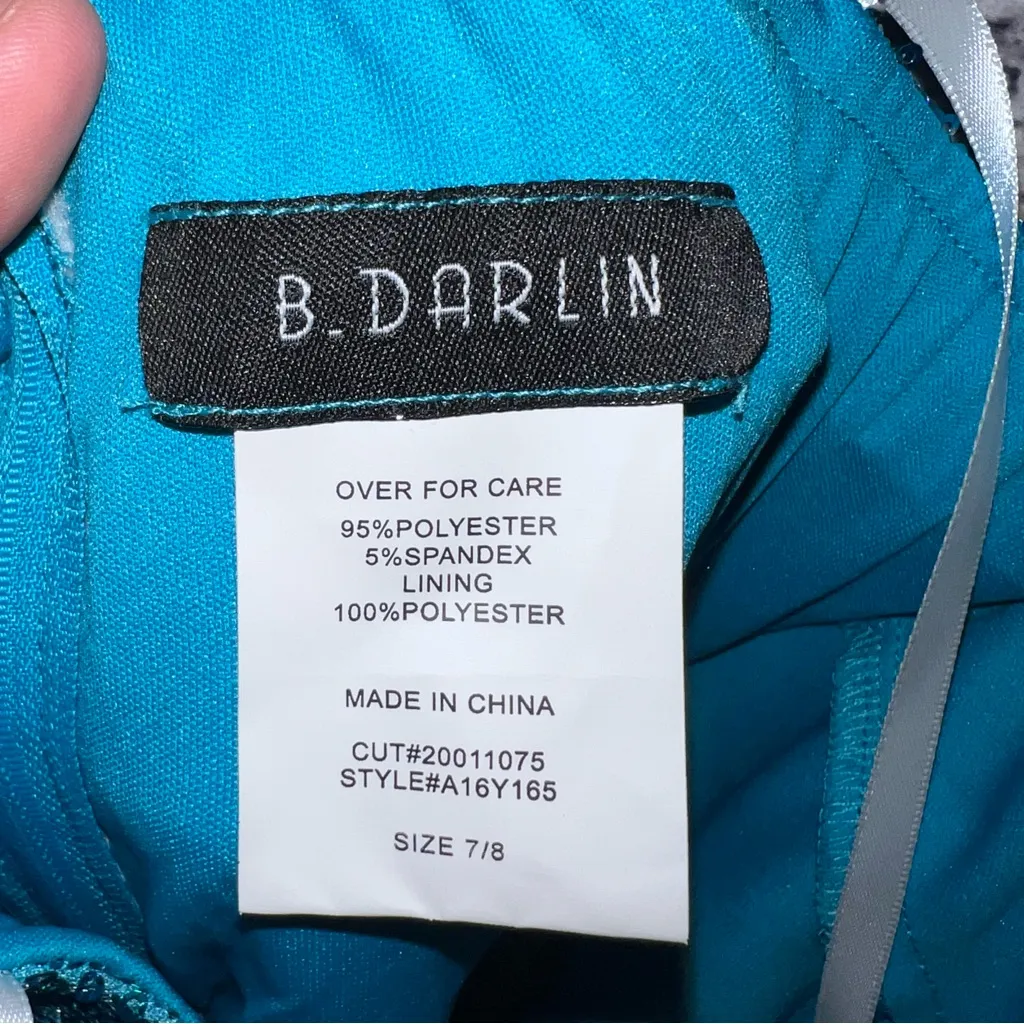 B. DARLIN
OVER FOR CARE
95%POLYESTER
5%SPANDEX
LINING
100%POLYESTER
MADE IN CHINA
CUT#20011075
STYLE#A16Y165
SIZE 7/8